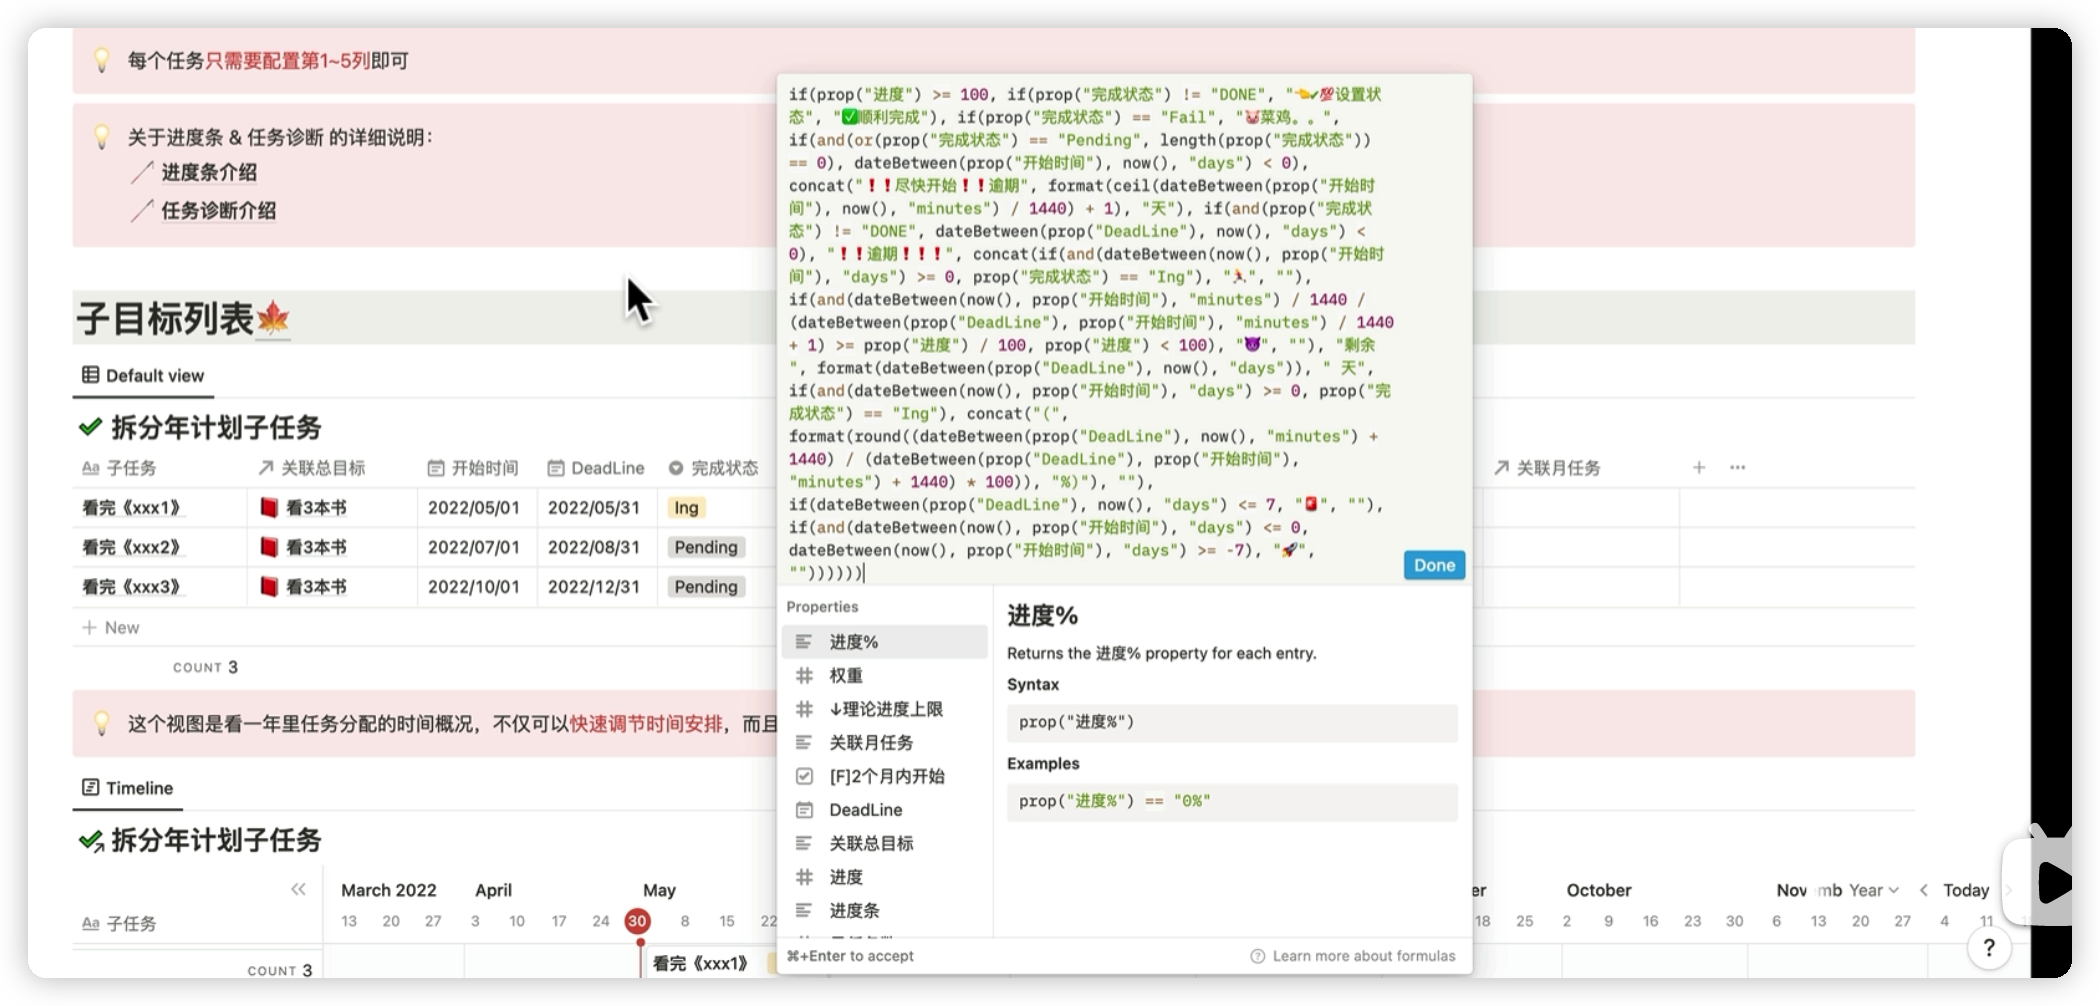 每个任务只需要配置第1~5列即可
关于进度条 & 任务诊断 的详细说明：
进度条介绍
任务诊断介绍
子目标列表🍁
Default view
拆分年计划子任务
Aa 子任务 关联总目标 开始时间 DeadLine 完成状态 关联月任务 + ···
看完《xxx1》 看3本书 2022/05/01 2022/05/31 Ing
看完《xxx2》 看3本书 2022/07/01 2022/08/31 Pending
看完《xxx3》 看3本书 2022/10/01 2022/12/31 Pending
+ New
COUNT 3
这个视图是看一年里任务分配的时间概况，不仅可以快速调节时间安排，而且
Timeline
拆分年计划子任务
March 2022 April May
Aa 子任务
13 20 27 3 10 17 24 30 8 15 22
看完《xxx1》
COUNT 3
if(prop("进度") >= 100, if(prop("完成状态") != "DONE", "👈✔💯设置状
态", "✅顺利完成"), if(prop("完成状态") == "Fail", "🐷菜鸡。。",
if(and(or(prop("完成状态") == "Pending", length(prop("完成状态"))
== 0), dateBetween(prop("开始时间"), now(), "days") < 0),
concat("❗❗尽快开始❗❗逾期", format(ceil(dateBetween(prop("开始时
间"), now(), "minutes") / 1440) + 1), "天"), if(and(prop("完成状
态") != "DONE", dateBetween(prop("DeadLine"), now(), "days") <
0), "❗❗逾期❗❗❗", concat(if(and(dateBetween(now(), prop("开始时
间"), "days") >= 0, prop("完成状态") == "Ing"), "🏃", ""),
if(and(dateBetween(now(), prop("开始时间"), "minutes") / 1440 /
(dateBetween(prop("DeadLine"), prop("开始时间"), "minutes") / 1440
+ 1) >= prop("进度") / 100, prop("进度") < 100), "😈", ""), "剩余
", format(dateBetween(prop("DeadLine"), now(), "days")), " 天",
if(and(dateBetween(now(), prop("开始时间"), "days") >= 0, prop("完
成状态") == "Ing"), concat("(",
format(round((dateBetween(prop("DeadLine"), now(), "minutes") +
1440) / (dateBetween(prop("DeadLine"), prop("开始时间"),
"minutes") + 1440) * 100)), "%)"), ""),
if(dateBetween(prop("DeadLine"), now(), "days") <= 7, "🚨", ""),
if(and(dateBetween(now(), prop("开始时间"), "days") <= 0,
dateBetween(now(), prop("开始时间"), "days") >= -7), "🚀",
""))))))
Done
Properties
进度%
权重
↓理论进度上限
关联月任务
[F]2个月内开始
DeadLine
关联总目标
进度
进度条
进度%
Returns the 进度% property for each entry.
Syntax
prop("进度%")
Examples
prop("进度%") == "0%"
⌘+Enter to accept
Learn more about formulas
er October Nov mb Year Today
18 25 2 9 16 23 30 6 13 20 27 4 11
?